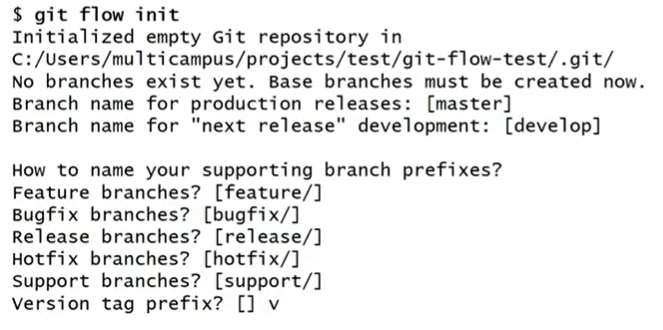 $ git flow init
Initialized empty Git repository in
C:/Users/multicampus/projects/test/git-flow-test/.git/
No branches exist yet. Base branches must be created now.
Branch name for production releases: [master]
Branch name for "next release" development: [develop]

How to name your supporting branch prefixes?
Feature branches? [feature/]
Bugfix branches? [bugfix/]
Release branches? [release/]
Hotfix branches? [hotfix/]
Support branches? [support/]
Version tag prefix? [] v